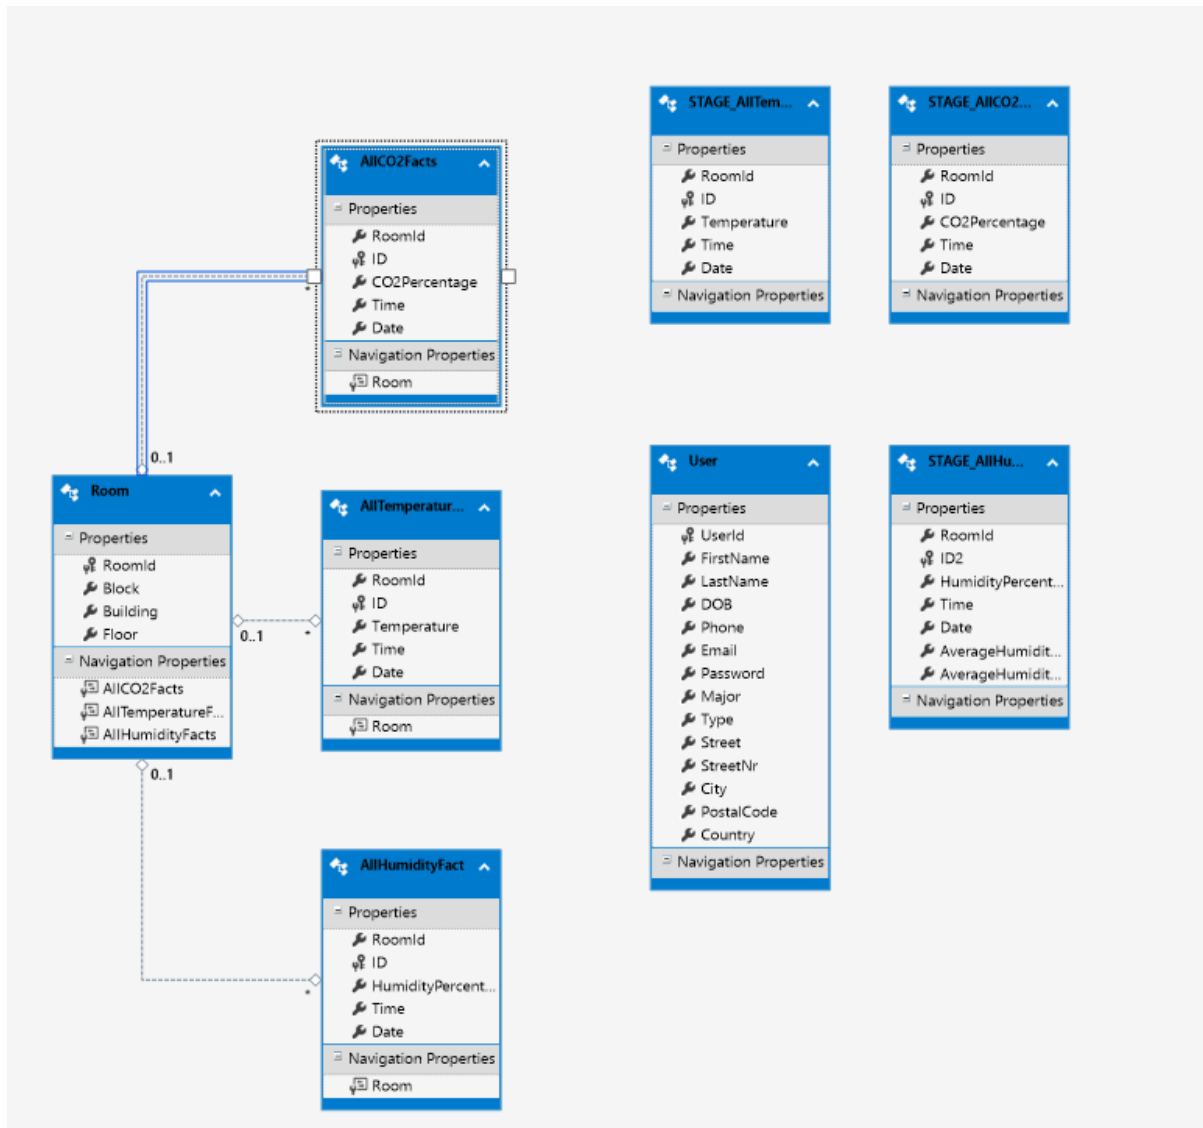 AllCO2Facts
Properties
RoomId
ID
CO2Percentage
Time
Date
Navigation Properties
Room
*
0..1
Room
Properties
RoomId
Block
Building
Floor
Navigation Properties
AllCO2Facts
AllTemperatureF...
AllHumidityFacts
0..1
*
0..1
*
AllTemperatur...
Properties
RoomId
ID
Temperature
Time
Date
Navigation Properties
Room
AllHumidityFact
Properties
RoomId
ID
HumidityPercent...
Time
Date
Navigation Properties
Room
STAGE_AllTem...
Properties
RoomId
ID
Temperature
Time
Date
Navigation Properties
STAGE_AllCO2...
Properties
RoomId
ID
CO2Percentage
Time
Date
Navigation Properties
User
Properties
UserId
FirstName
LastName
DOB
Phone
Email
Password
Major
Type
Street
StreetNr
City
PostalCode
Country
Navigation Properties
STAGE_AllHu...
Properties
RoomId
ID2
HumidityPercent...
Time
Date
AverageHumidit...
AverageHumidit...
Navigation Properties